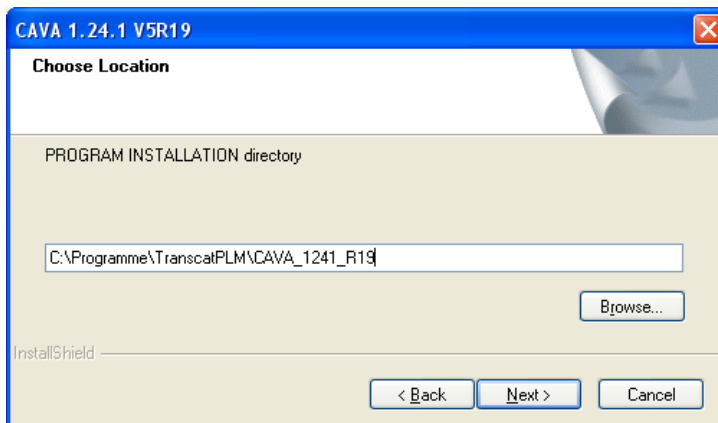 CAVA 1.24.1 V5R19
Choose Location
PROGRAM INSTALLATION directory
C:\Programme\TranscatPLM\CAVA_1241_R19
Browse...
InstallShield
< Back
Next >
Cancel